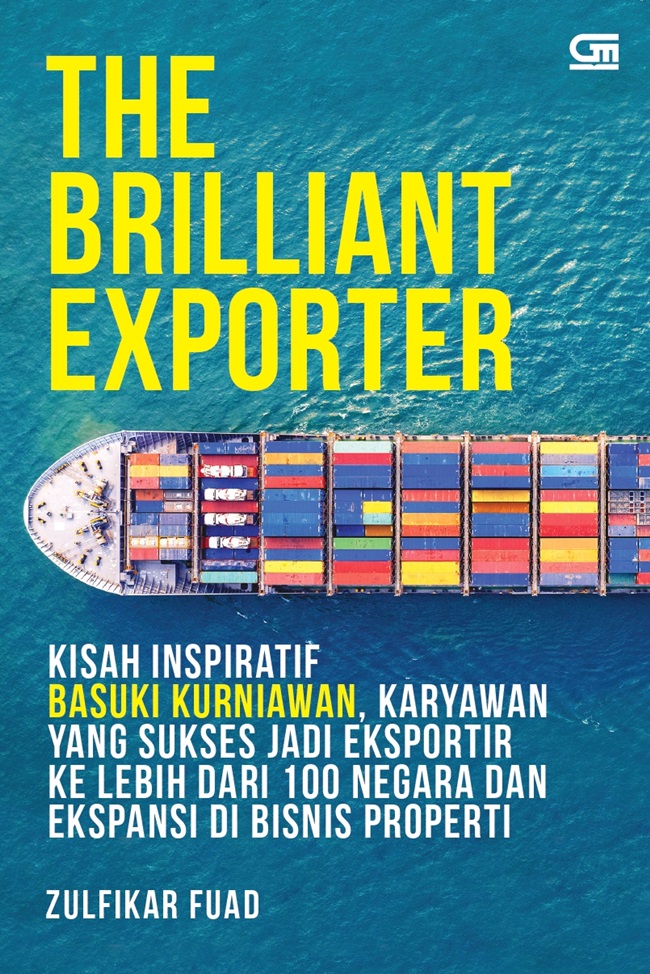 GM
THE
BRILLIANT
EXPORTER
KISAH INSPIRATIF
BASUKI KURNIAWAN, KARYAWAN
YANG SUKSES JADI EKSPORTIR
KE LEBIH DARI 100 NEGARA DAN
EKSPANSI DI BISNIS PROPERTI
ZULFIKAR FUAD